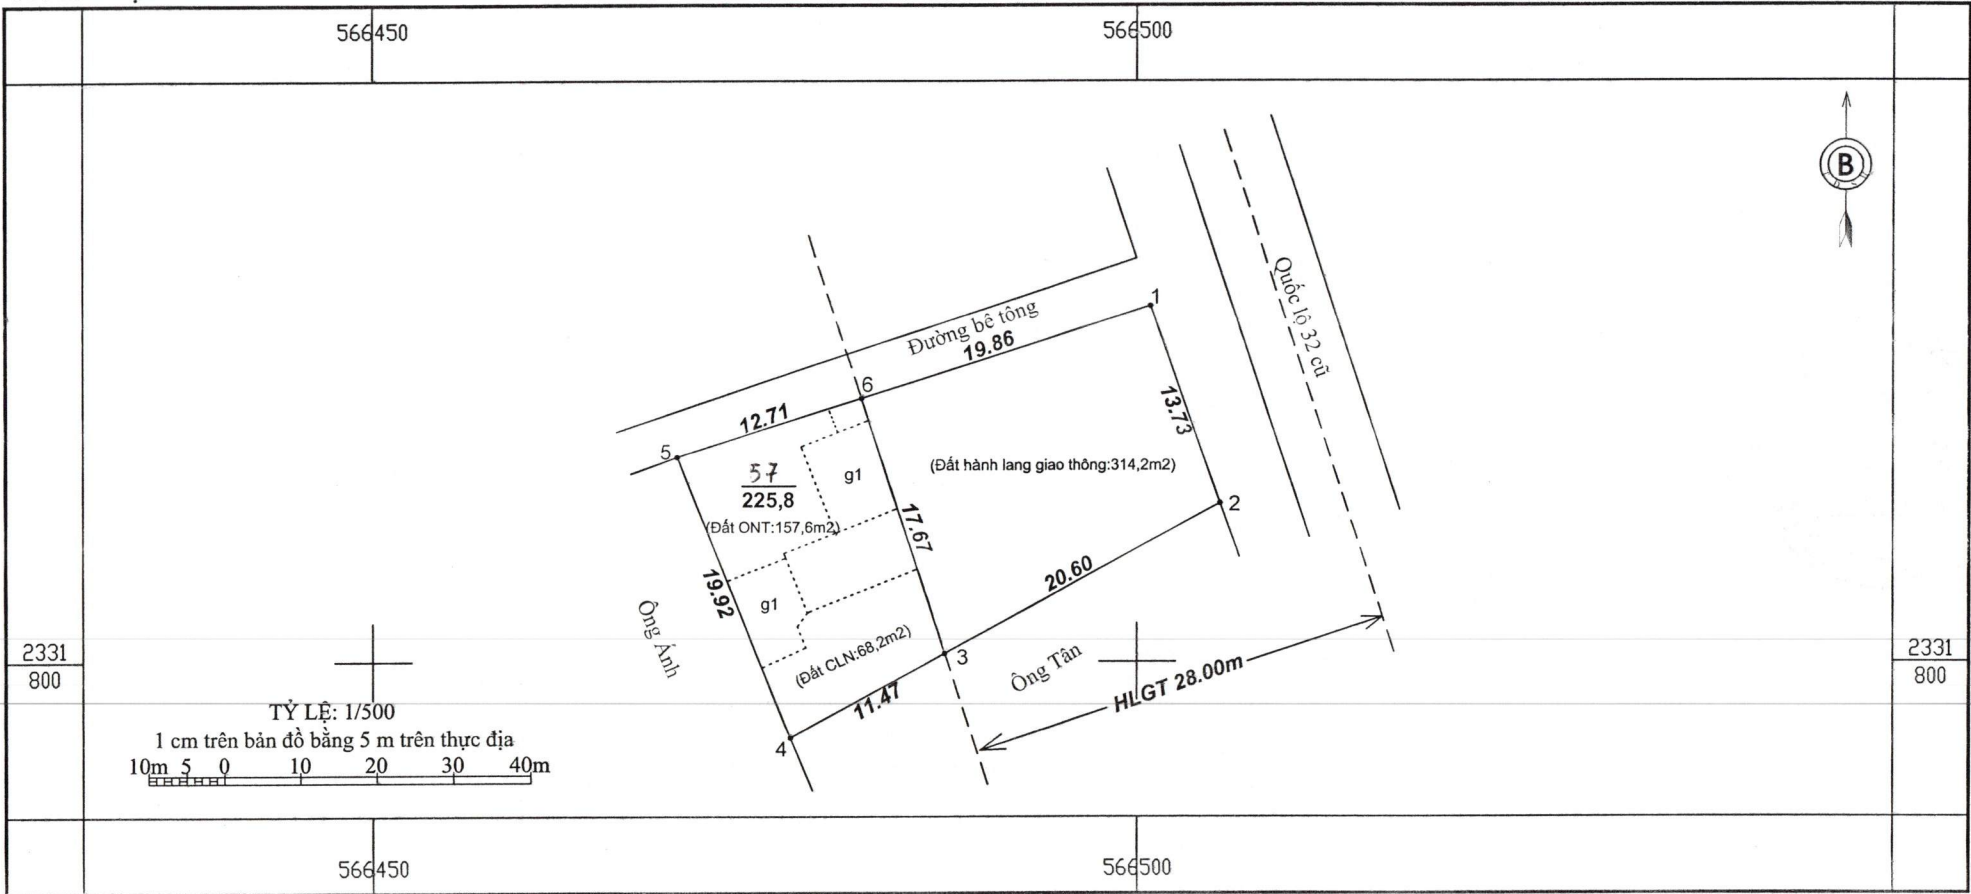 566450
566500
B
Quốc lộ 32 cũ
1
Đường bê tông
19.86
6
12.71
13.73
5
57
225,8
(Đất ONT:157,6m2)
g1
(Đất hành lang giao thông:314,2m2)
2
17.67
19.92
g1
20.60
Ông Ánh
(Đất CLN:68,2m2)
3
Ông Tân
11.47
4
HLGT 28.00m
2331
800
2331
800
TỶ LỆ: 1/500
1 cm trên bản đồ bằng 5 m trên thực địa
10m 5 0 10 20 30 40m
566450
566500